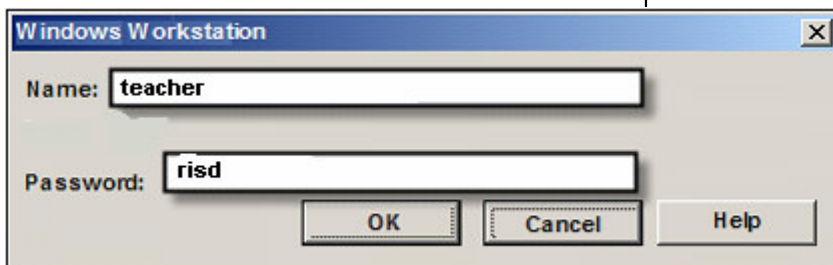 Windows Workstation
Name: teacher
Password: risd
OK Cancel Help